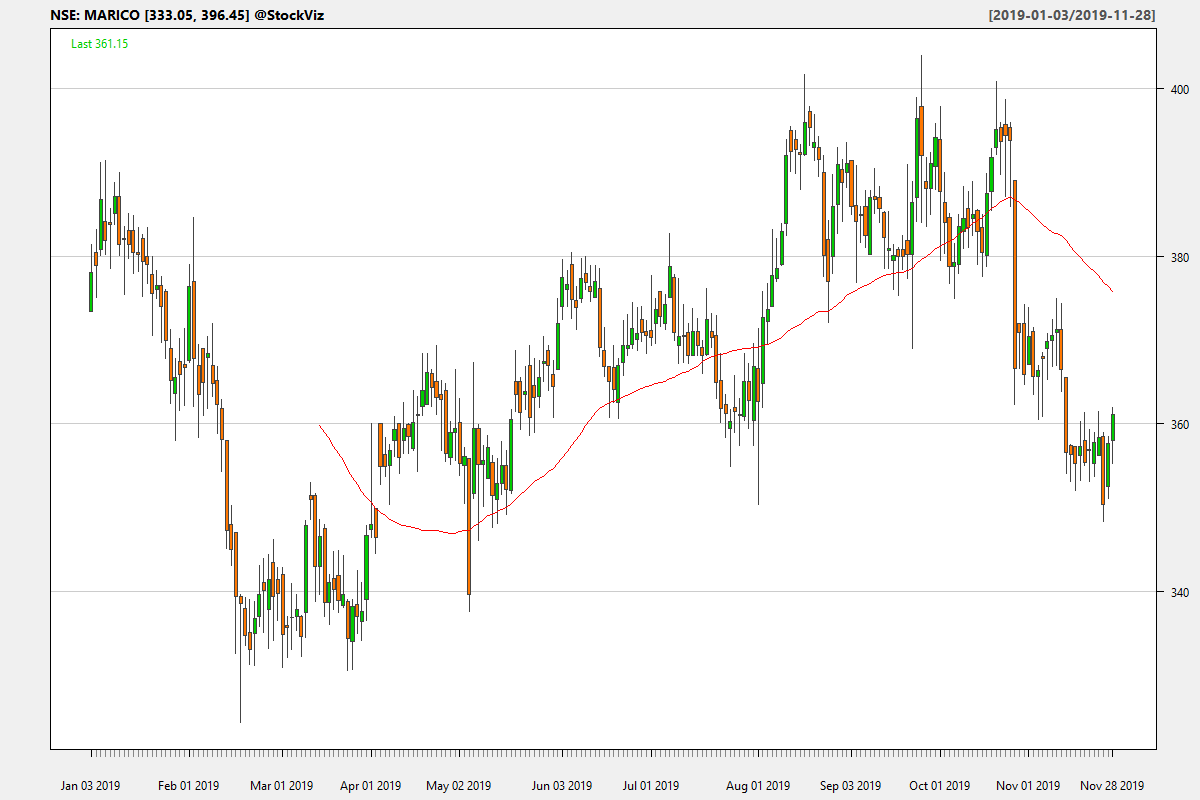 NSE: MARICO [333.05, 396.45] @StockViz [2019-01-03/2019-11-28]
Last 361.15
400
380
360
340
Jan 03 2019 Feb 01 2019 Mar 01 2019 Apr 01 2019 May 02 2019 Jun 03 2019 Jul 01 2019 Aug 01 2019 Sep 03 2019 Oct 01 2019 Nov 01 2019 Nov 28 2019